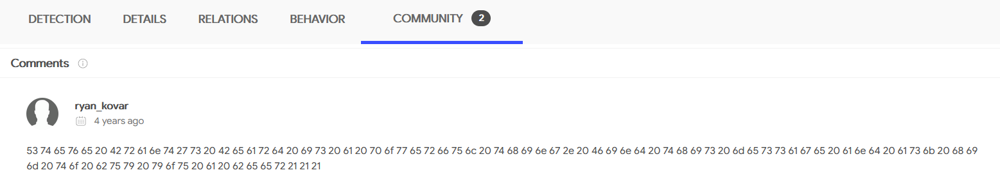 DETECTION DETAILS RELATIONS BEHAVIOR COMMUNITY 2
Comments
ryan_kovar
4 years ago
53 74 65 76 65 20 42 72 61 6e 74 27 73 20 42 65 61 72 64 20 69 73 20 61 20 70 6f 77 65 72 66 75 6c 20 74 68 69 6e 67 2e 20 46 69 6e 64 20 74 68 69 73 20 6d 65 73 73 61 67 65 20 61 6e 64 20 61 73 6b 20 68 69
6d 20 74 6f 20 62 75 79 20 79 6f 75 20 61 20 62 65 65 72 21 21 21